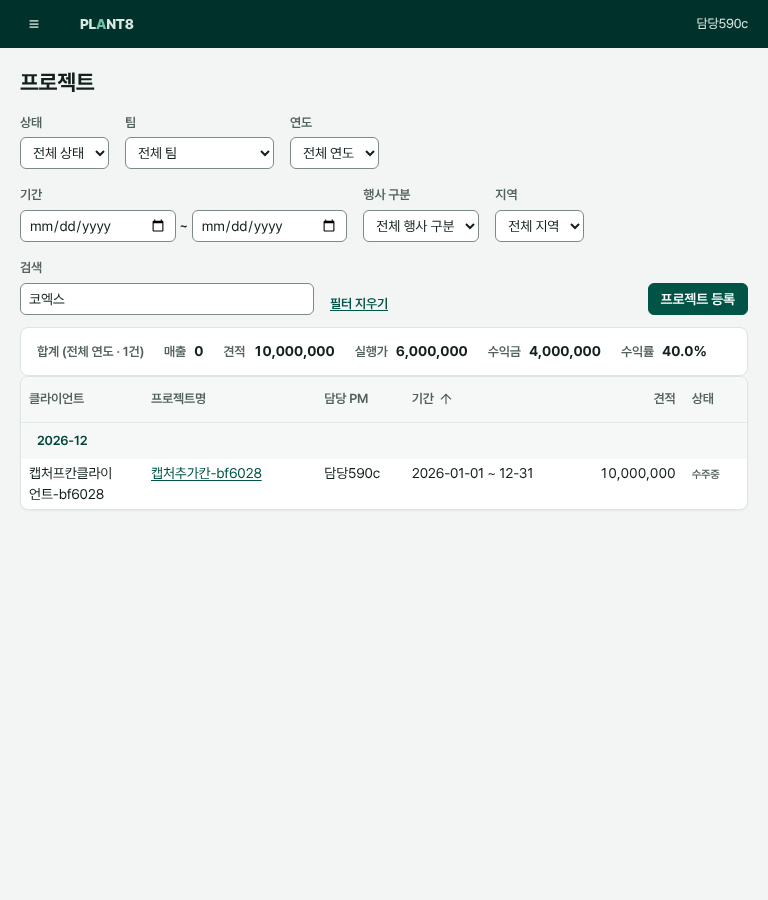 ≡ PLANT8 담당590c
프로젝트
상태 팀 연도
전체 상태 전체 팀 전체 연도
기간 행사 구분 지역
mm/dd/yyyy ~ mm/dd/yyyy 전체 행사 구분 전체 지역
검색
코엑스 필터 지우기 프로젝트 등록
합계 (전체 연도 · 1건) 매출 0 견적 10,000,000 실행가 6,000,000 수익금 4,000,000 수익률 40.0%
클라이언트 프로젝트명 담당 PM 기간 ↑ 견적 상태
2026-12
캡처프칸클라이 캡처추가칸-bf6028 담당590c 2026-01-01 ~ 12-31 10,000,000 수주중
언트-bf6028